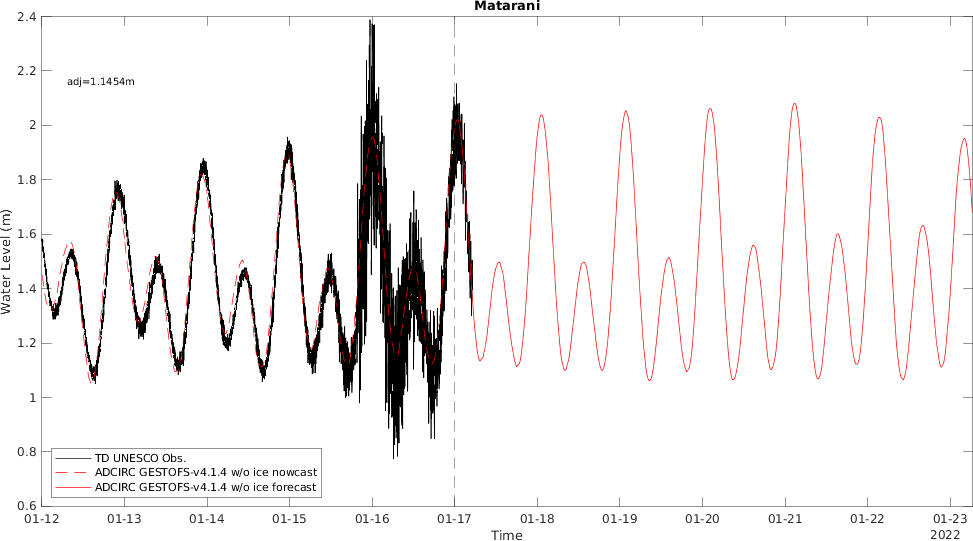 Matarani
2.4
2.2
2
1.8
1.6
1.4
1.2
1
0.8
0.6
Water Level (m)
adj=1.1454m
TD UNESCO Obs.
ADCIRC GESTOFS-v4.1.4 w/o ice nowcast
ADCIRC GESTOFS-v4.1.4 w/o ice forecast
01-12 01-13 01-14 01-15 01-16 01-17 01-18 01-19 01-20 01-21 01-22 01-23
2022
Time